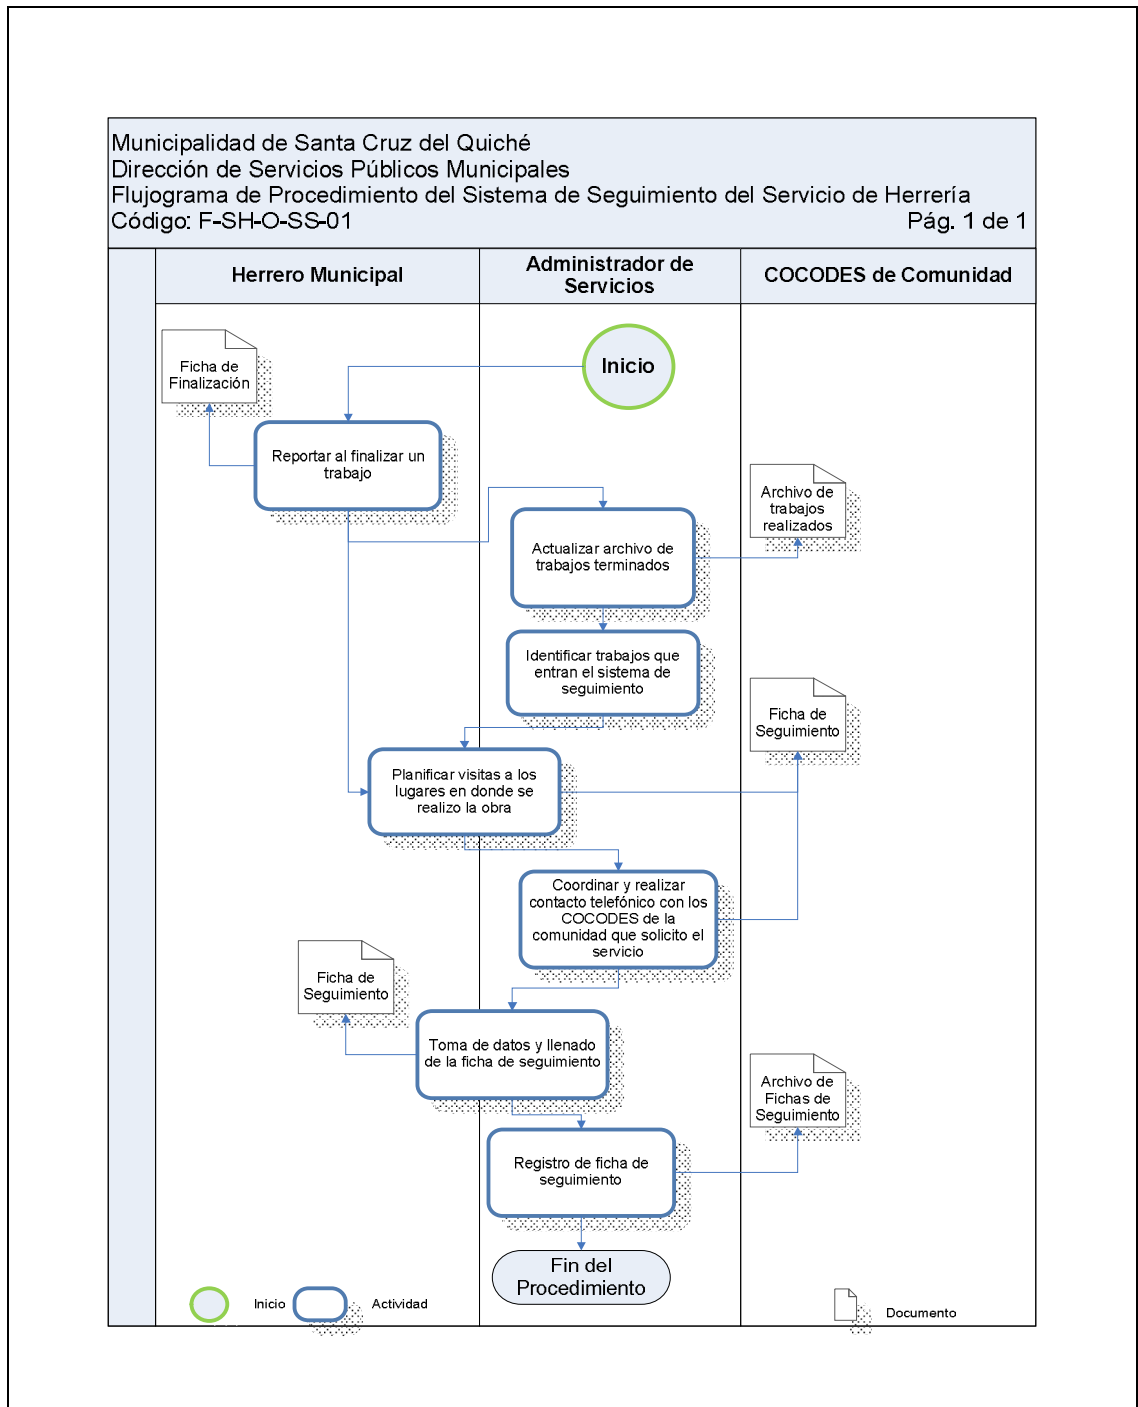 Municipalidad de Santa Cruz del Quiché
Dirección de Servicios Públicos Municipales
Flujograma de Procedimiento del Sistema de Seguimiento del Servicio de Herrería
Código: F-SH-O-SS-01 Pág. 1 de 1
Herrero Municipal
Administrador de
Servicios
COCODES de Comunidad
Inicio
Ficha de
Finalización
Reportar al finalizar un
trabajo
Archivo de
trabajos
realizados
Actualizar archivo de
trabajos terminados
Identificar trabajos que
entran el sistema de
seguimiento
Ficha de
Seguimiento
Planificar visitas a los
lugares en donde se
realizo la obra
Coordinar y realizar
contacto telefónico con los
COCODES de la
comunidad que solicito el
servicio
Ficha de
Seguimiento
Toma de datos y llenado
de la ficha de seguimiento
Archivo de
Fichas de
Seguimiento
Registro de ficha de
seguimiento
Fin del
Procedimiento
Inicio
Actividad
Documento